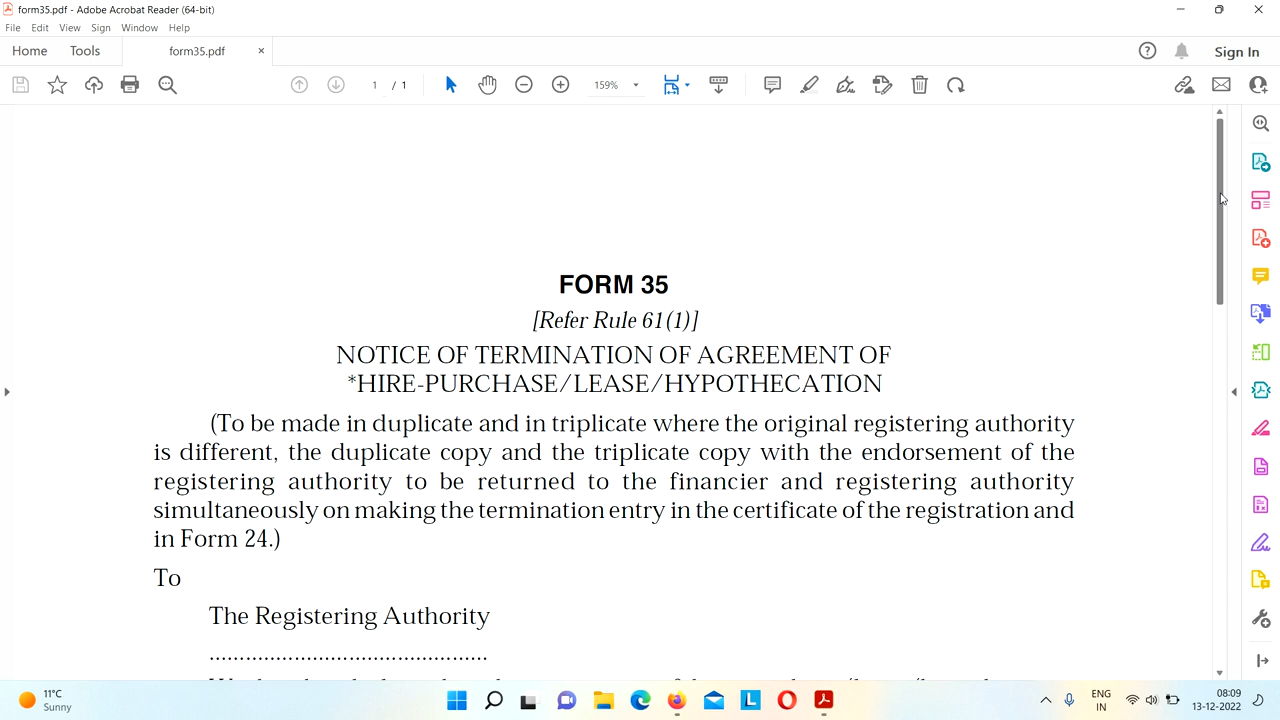 form35.pdf - Adobe Acrobat Reader (64-bit)
File Edit View Sign Window Help
Home Tools form35.pdf × Sign In
1 / 1 159%
FORM 35
[Refer Rule 61(1)]
NOTICE OF TERMINATION OF AGREEMENT OF
*HIRE-PURCHASE/LEASE/HYPOTHECATION
(To be made in duplicate and in triplicate where the original registering authority
is different, the duplicate copy and the triplicate copy with the endorsement of the
registering authority to be returned to the financier and registering authority
simultaneously on making the termination entry in the certificate of the registration and
in Form 24.)
To
The Registering Authority
..............................................
11°C
Sunny
ENG
IN
08:09
13-12-2022